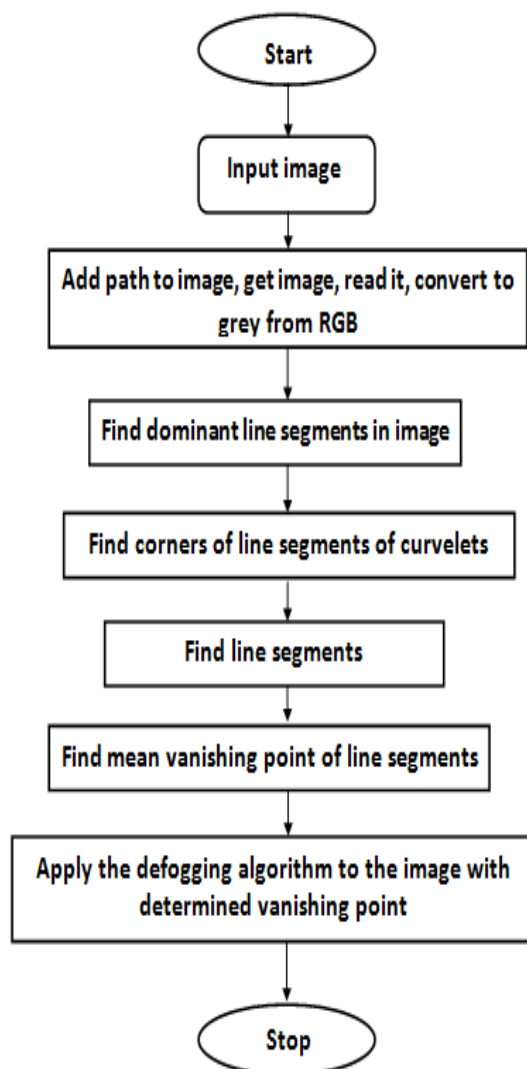 Start
Input image
Add path to image, get image, read it, convert to
grey from RGB
Find dominant line segments in image
Find corners of line segments of curvelets
Find line segments
Find mean vanishing point of line segments
Apply the defogging algorithm to the image with
determined vanishing point
Stop